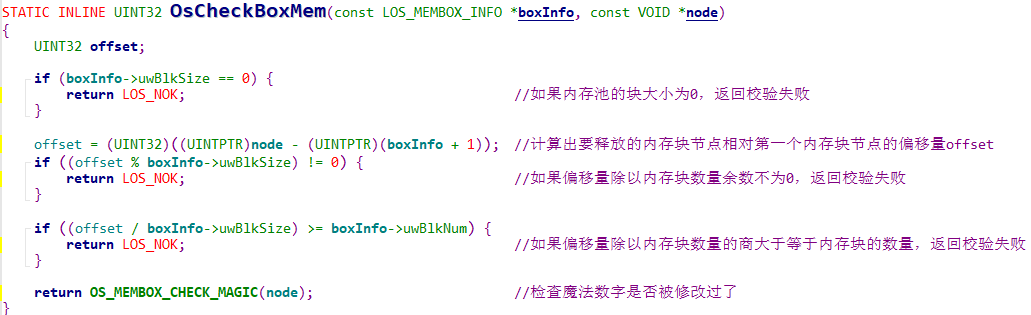 STATIC INLINE UINT32 OsCheckBoxMem(const LOS_MEMBOX_INFO *boxInfo, const VOID *node)
{
    UINT32 offset;
    if (boxInfo->uwBlkSize == 0) {
        return LOS_NOK; //如果内存池的块大小为0，返回校验失败
    }
    offset = (UINT32)((UINTPTR)node - (UINTPTR)(boxInfo + 1)); //计算出要释放的内存块节点相对第一个内存块节点的偏移量offset
    if ((offset % boxInfo->uwBlkSize) != 0) {
        return LOS_NOK; //如果偏移量除以内存块数量余数不为0，返回校验失败
    }
    if ((offset / boxInfo->uwBlkSize) >= boxInfo->uwBlkNum) {
        return LOS_NOK; //如果偏移量除以内存块数量的商大于等于内存块的数量，返回校验失败
    }
    return OS_MEMBOX_CHECK_MAGIC(node); //检查魔法数字是否被修改过了
}